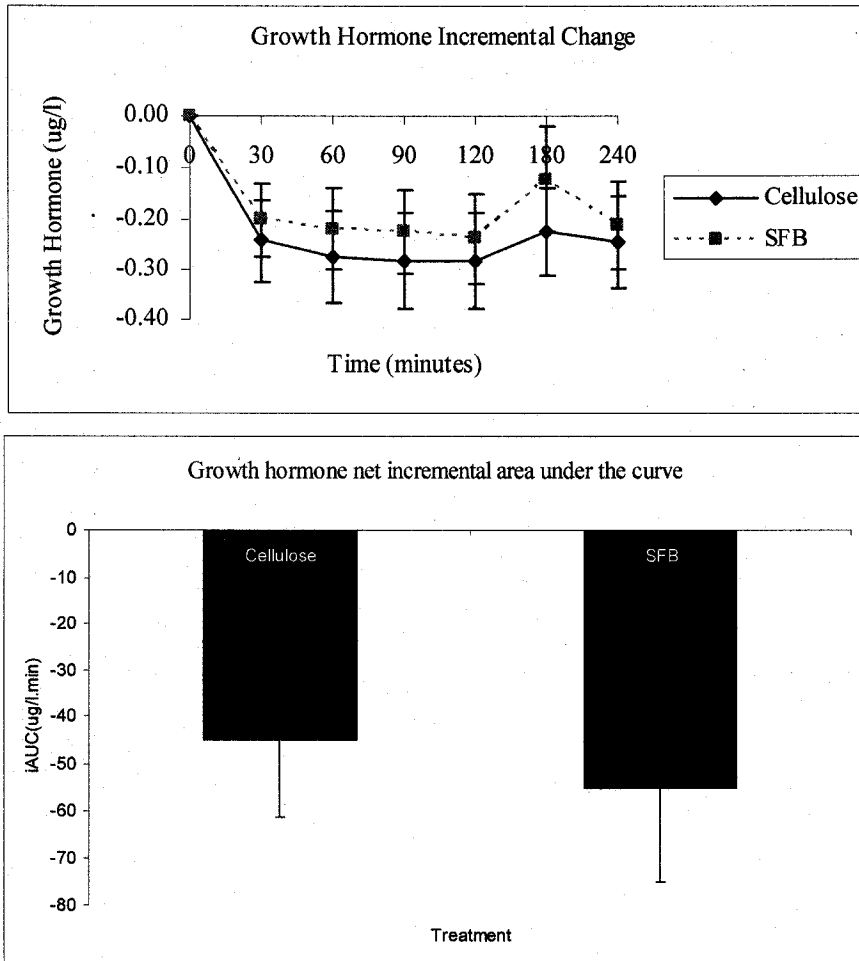 Growth Hormone Incremental Change
Growth Hormone (ug/l)
0.00
-0.10
-0.20
-0.30
-0.40
0 30 60 90 120 180 240
Time (minutes)
Cellulose
SFB
Growth hormone net incremental area under the curve
iAUC(ug/l.min)
0
-10
-20
-30
-40
-50
-60
-70
-80
Cellulose
SFB
Treatment